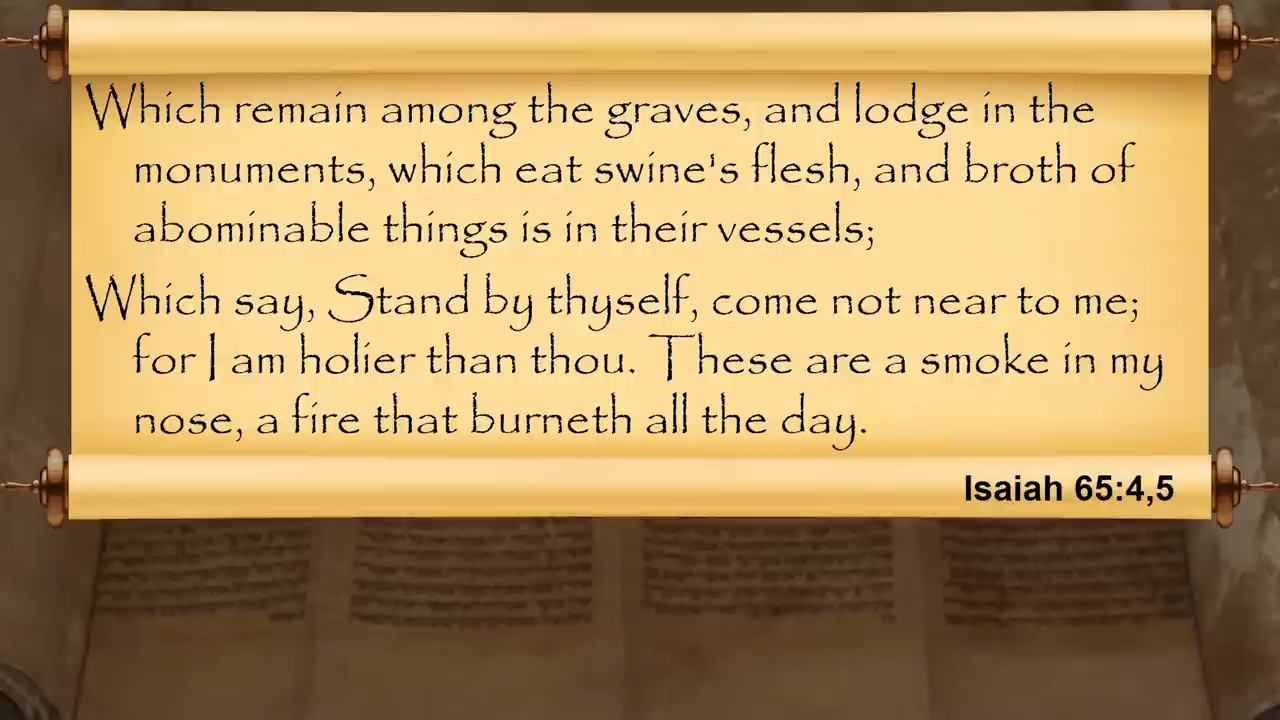 Which remain among the graves, and lodge in the
monuments, which eat swine's flesh, and broth of
abominable things is in their vessels;
Which say, Stand by thyself, come not near to me;
for I am holier than thou. These are a smoke in my
nose, a fire that burneth all the day.
Isaiah 65:4,5